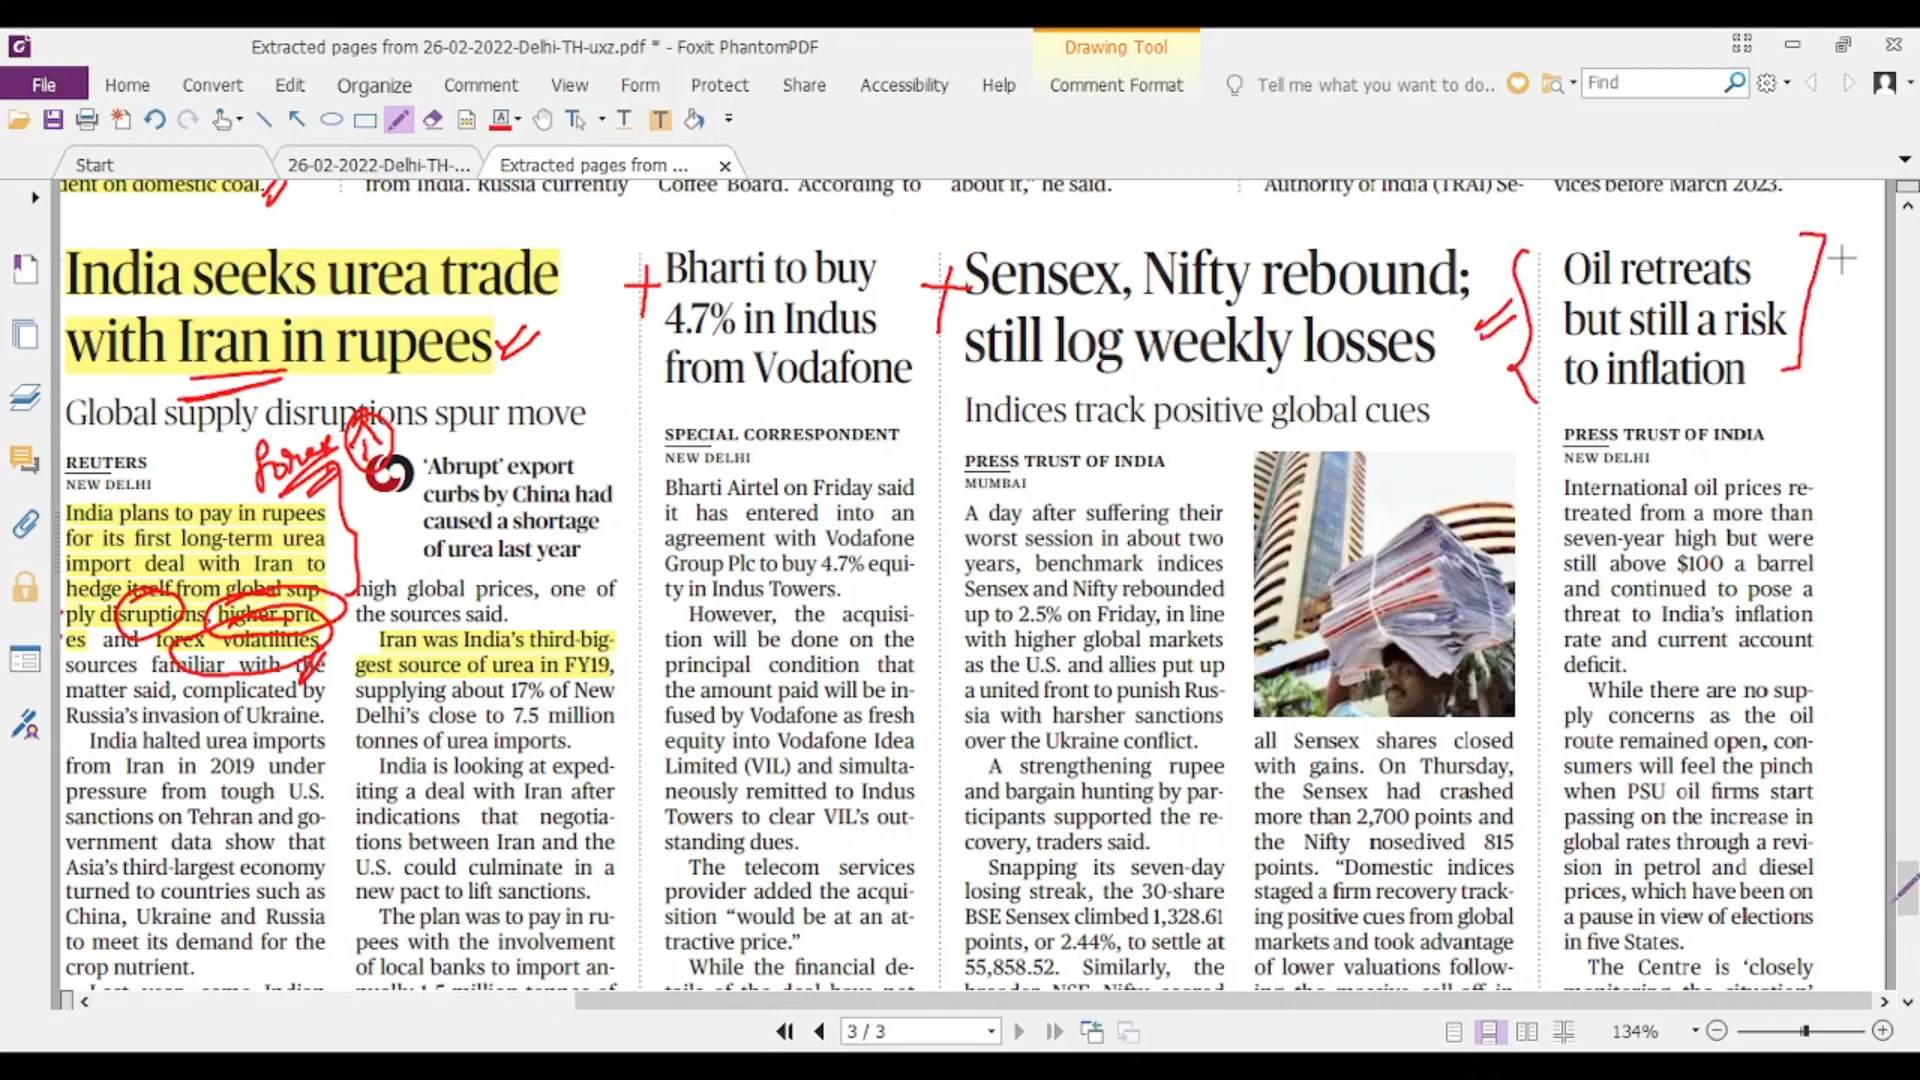 Extracted pages from 26-02-2022-Delhi-TH-uxz.pdf * - Foxit PhantomPDF
Drawing Tool
File
Home
Convert
Edit
Organize
Comment
View
Form
Protect
Share
Accessibility
Help
Comment Format
Tell me what you want to do..
Find
Start
26-02-2022-Delhi-TH-...
Extracted pages from ...
dent on domestic coal.
from India. Russia currently
Coffee Board. According to
about it," he said.
Authority of India (TRAI) Se-
vices before March 2023.
India seeks urea trade
with Iran in rupees
Global supply disruptions spur move
forex
REUTERS
NEW DELHI
India plans to pay in rupees
for its first long-term urea
import deal with Iran to
hedge itself from global sup-
ply disruptions, higher pric-
es and forex volatilities,
sources familiar with the
matter said, complicated by
Russia's invasion of Ukraine.
India halted urea imports
from Iran in 2019 under
pressure from tough U.S.
sanctions on Tehran and go-
vernment data show that
Asia's third-largest economy
turned to countries such as
China, Ukraine and Russia
to meet its demand for the
crop nutrient.
'Abrupt' export
curbs by China had
caused a shortage
of urea last year
high global prices, one of
the sources said.
Iran was India's third-big-
gest source of urea in FY19,
supplying about 17% of New
Delhi's close to 7.5 million
tonnes of urea imports.
India is looking at exped-
iting a deal with Iran after
indications that negotia-
tions between Iran and the
U.S. could culminate in a
new pact to lift sanctions.
The plan was to pay in ru-
pees with the involvement
of local banks to import an-
Bharti to buy
4.7% in Indus
from Vodafone
SPECIAL CORRESPONDENT
NEW DELHI
Bharti Airtel on Friday said
it has entered into an
agreement with Vodafone
Group Plc to buy 4.7% equi-
ty in Indus Towers.
However, the acquisi-
tion will be done on the
principal condition that
the amount paid will be in-
fused by Vodafone as fresh
equity into Vodafone Idea
Limited (VIL) and simulta-
neously remitted to Indus
Towers to clear VIL's out-
standing dues.
The telecom services
provider added the acqui-
sition "would be at an at-
tractive price."
While the financial de-
Sensex, Nifty rebound;
still log weekly losses
Indices track positive global cues
PRESS TRUST OF INDIA
MUMBAI
A day after suffering their
worst session in about two
years, benchmark indices
Sensex and Nifty rebounded
up to 2.5% on Friday, in line
with higher global markets
as the U.S. and allies put up
a united front to punish Rus-
sia with harsher sanctions
over the Ukraine conflict.
A strengthening rupee
and bargain hunting by par-
ticipants supported the re-
covery, traders said.
Snapping its seven-day
losing streak, the 30-share
BSE Sensex climbed 1,328.61
points, or 2.44%, to settle at
55,858.52. Similarly, the
all Sensex shares closed
with gains. On Thursday,
the Sensex had crashed
more than 2,700 points and
the Nifty nosedived 815
points. "Domestic indices
staged a firm recovery track-
ing positive cues from global
markets and took advantage
of lower valuations follow-
Oil retreats
but still a risk
to inflation
PRESS TRUST OF INDIA
NEW DELHI
International oil prices re-
treated from a more than
seven-year high but were
still above $100 a barrel
and continued to pose a
threat to India's inflation
rate and current account
deficit.
While there are no sup-
ply concerns as the oil
route remained open, con-
sumers will feel the pinch
when PSU oil firms start
passing on the increase in
global rates through a revi-
sion in petrol and diesel
prices, which have been on
a pause in view of elections
in five States.
The Centre is 'closely
3 / 3
134%